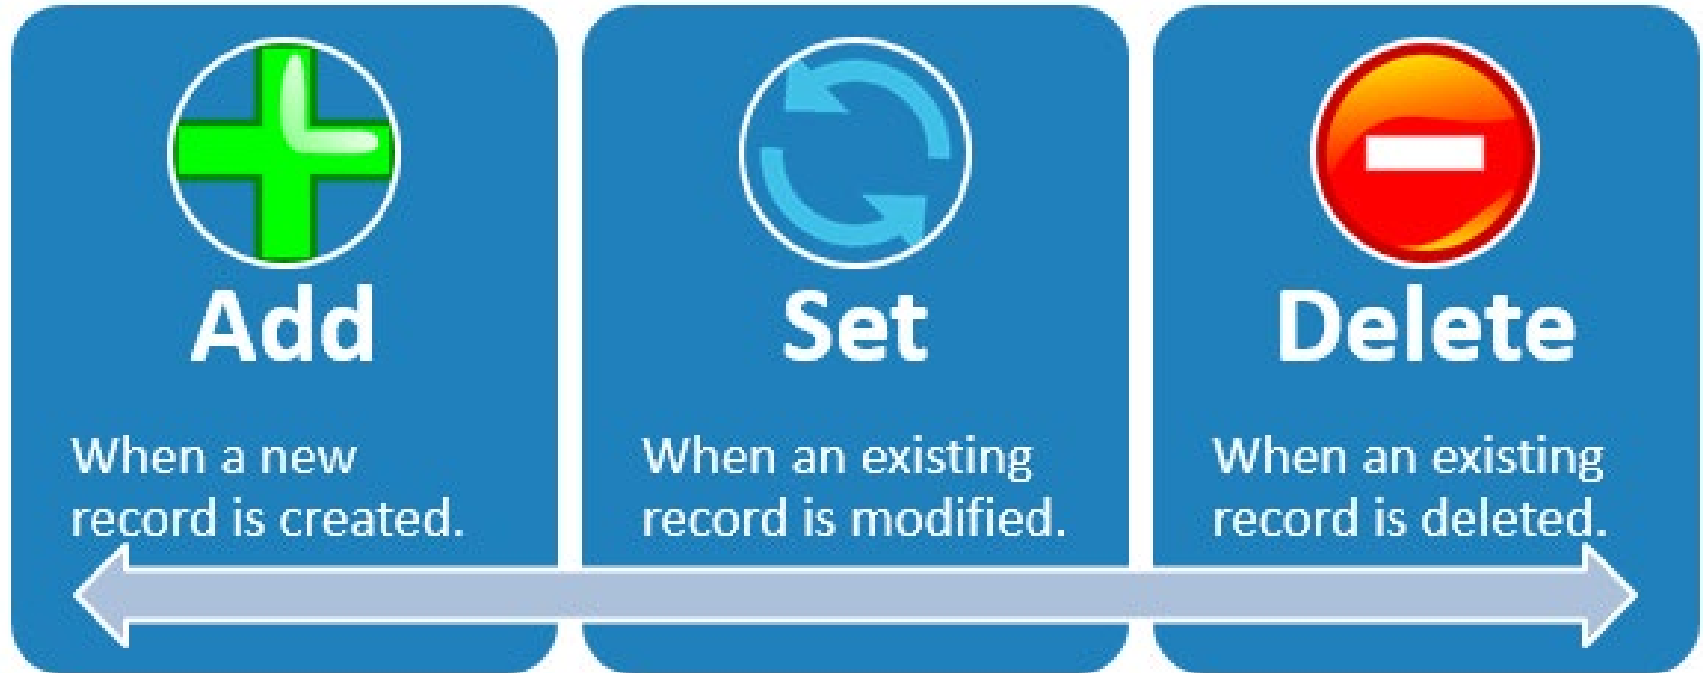 Add
When a new
record is created.
Set
When an existing
record is modified.
Delete
When an existing
record is deleted.